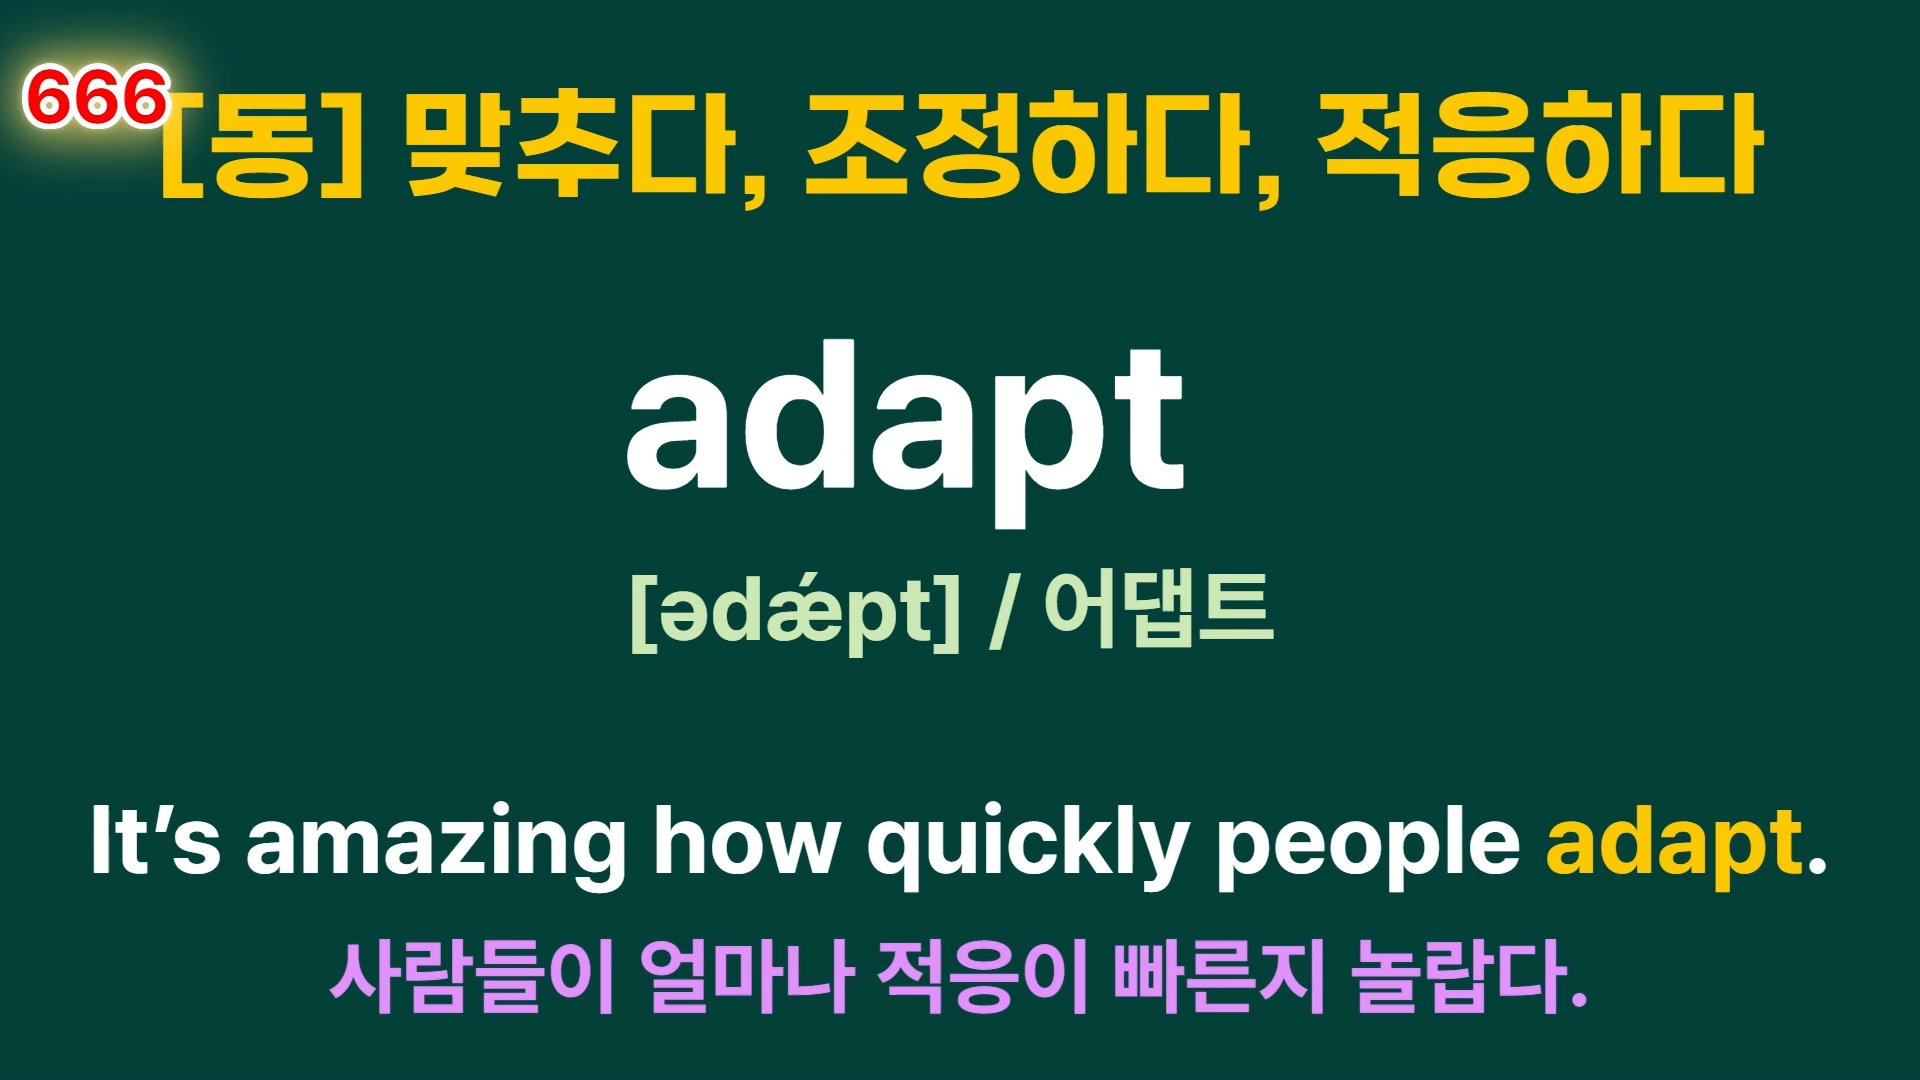 666
[동] 맞추다, 조정하다, 적응하다
adapt
[ədǽpt] / 어댑트
It’s amazing how quickly people adapt.
사람들이 얼마나 적응이 빠른지 놀랍다.